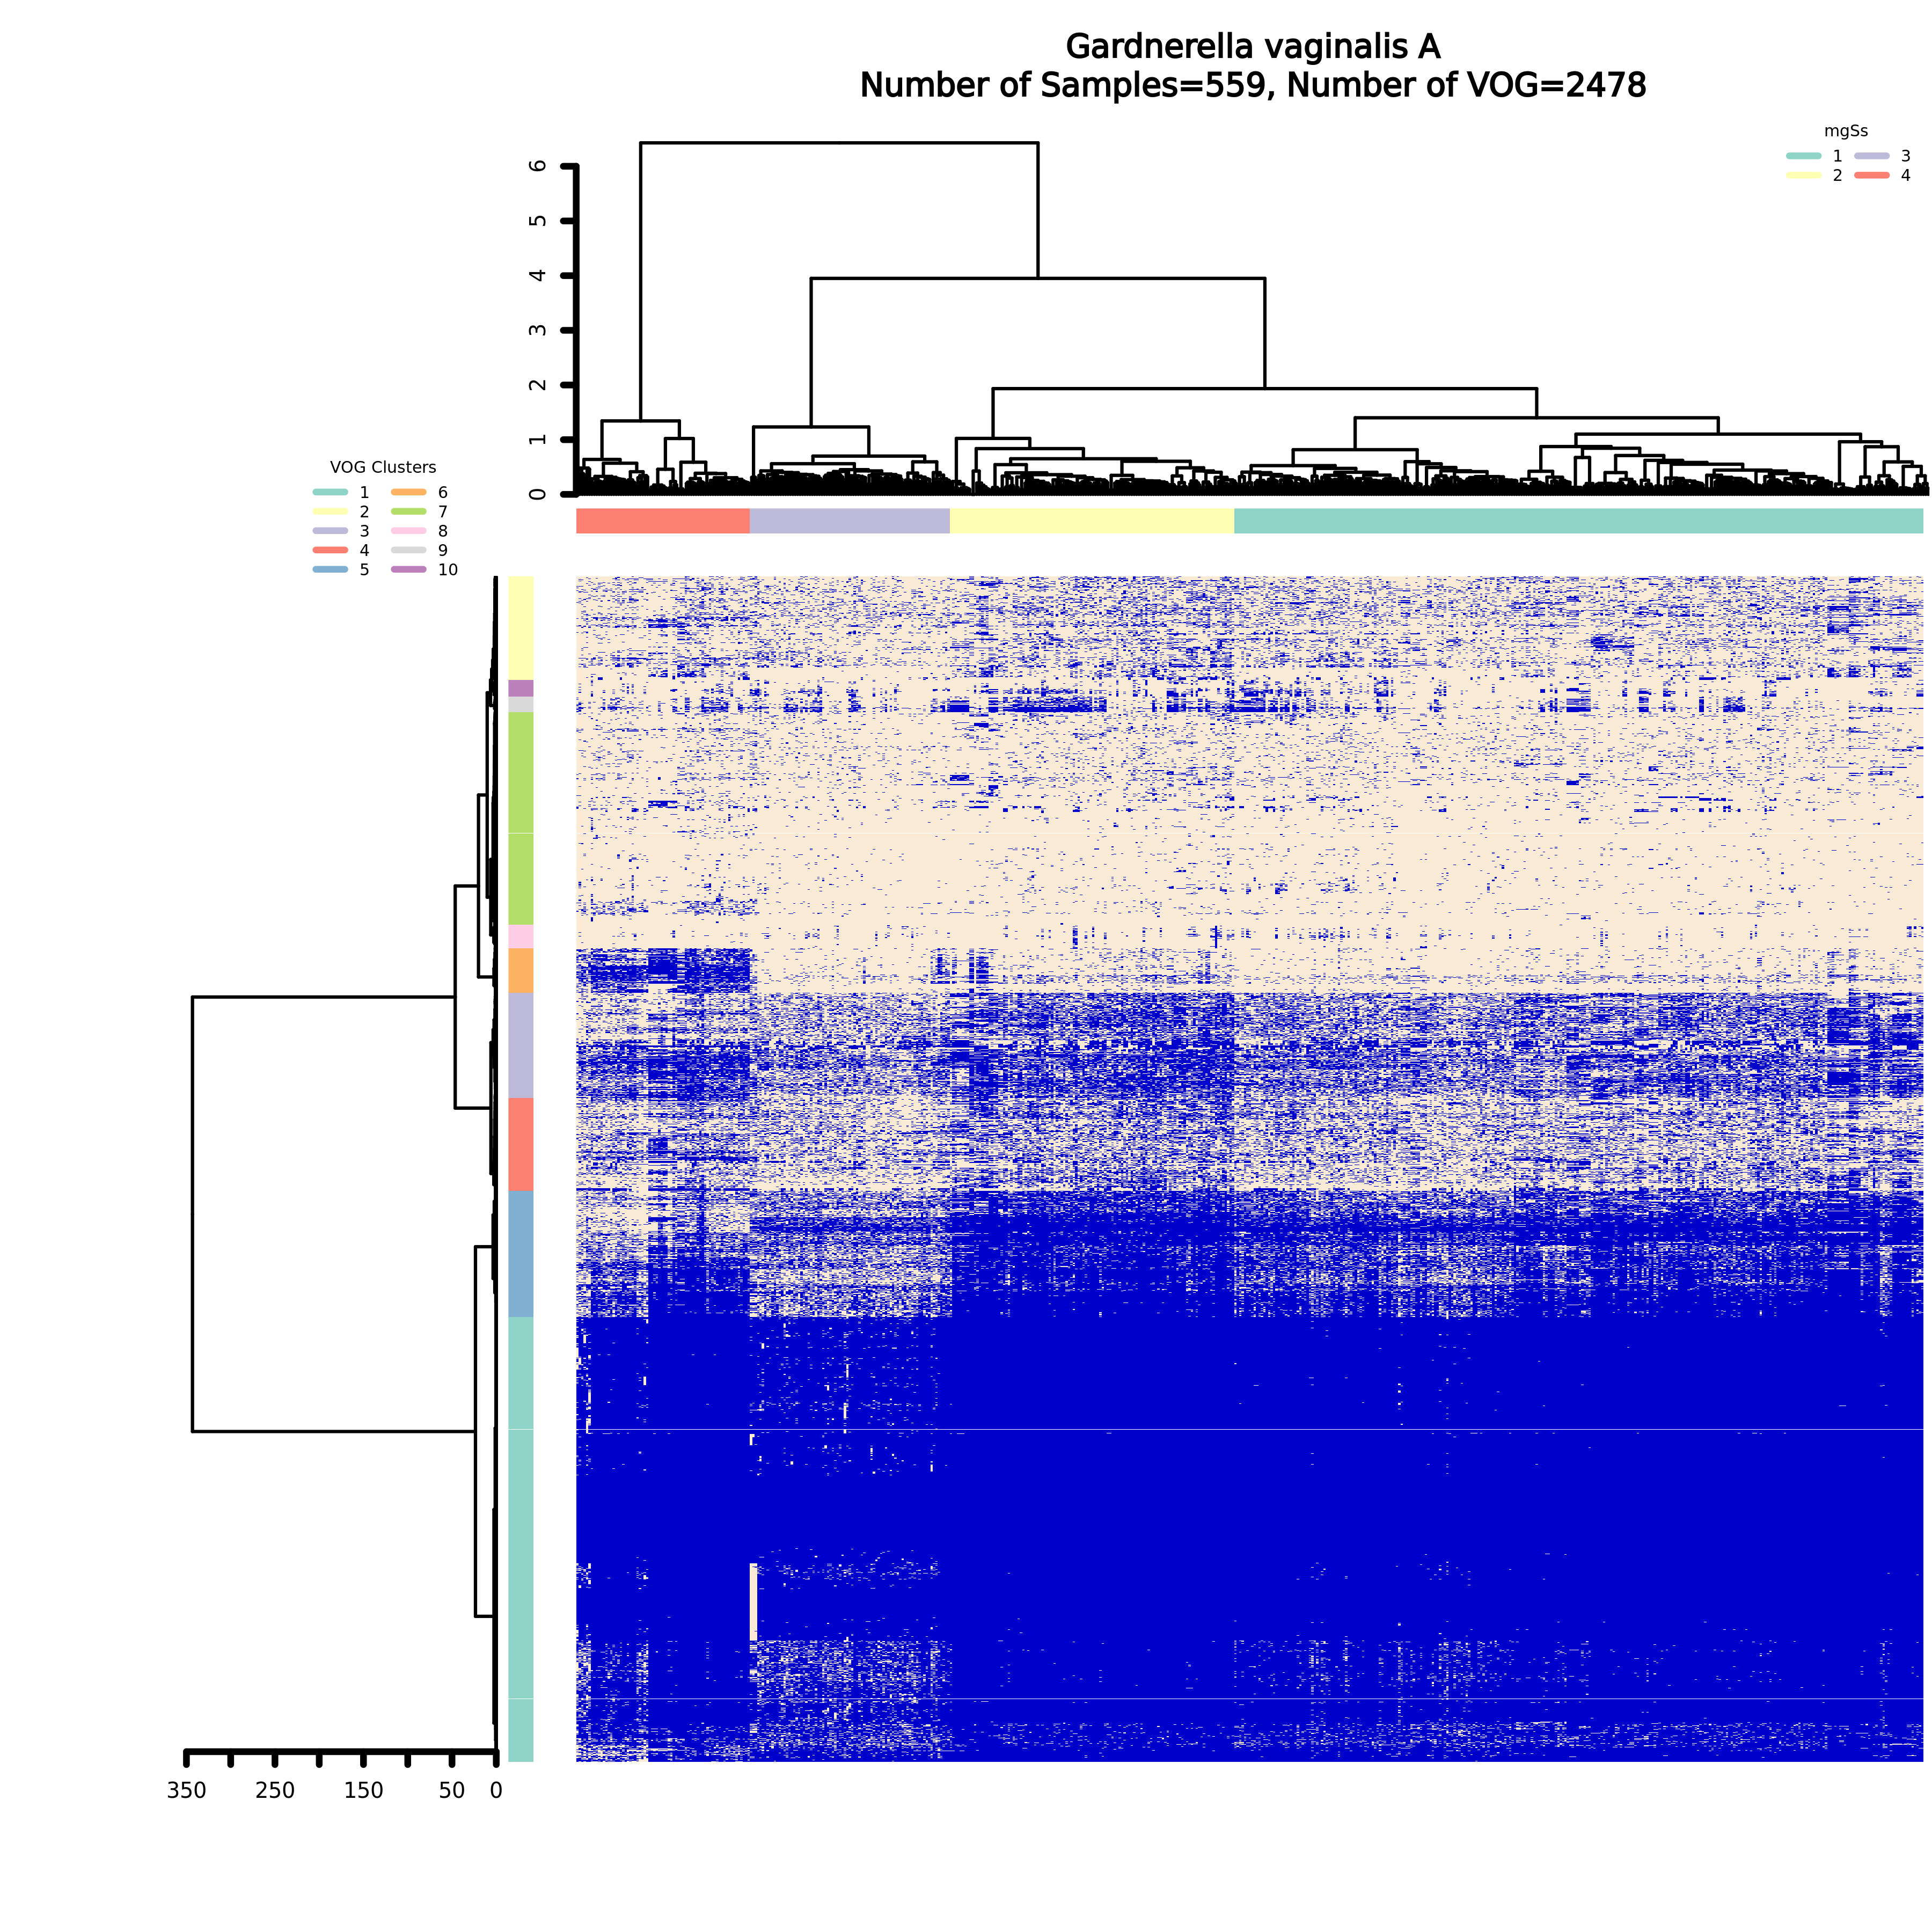 Gardnerella vaginalis A
Number of Samples=559, Number of VOG=2478
mgSs
1 3
2 4
6
5
4
3
2
1
0
VOG Clusters
1 6
2 7
3 8
4 9
5 10
350 250 150 50 0